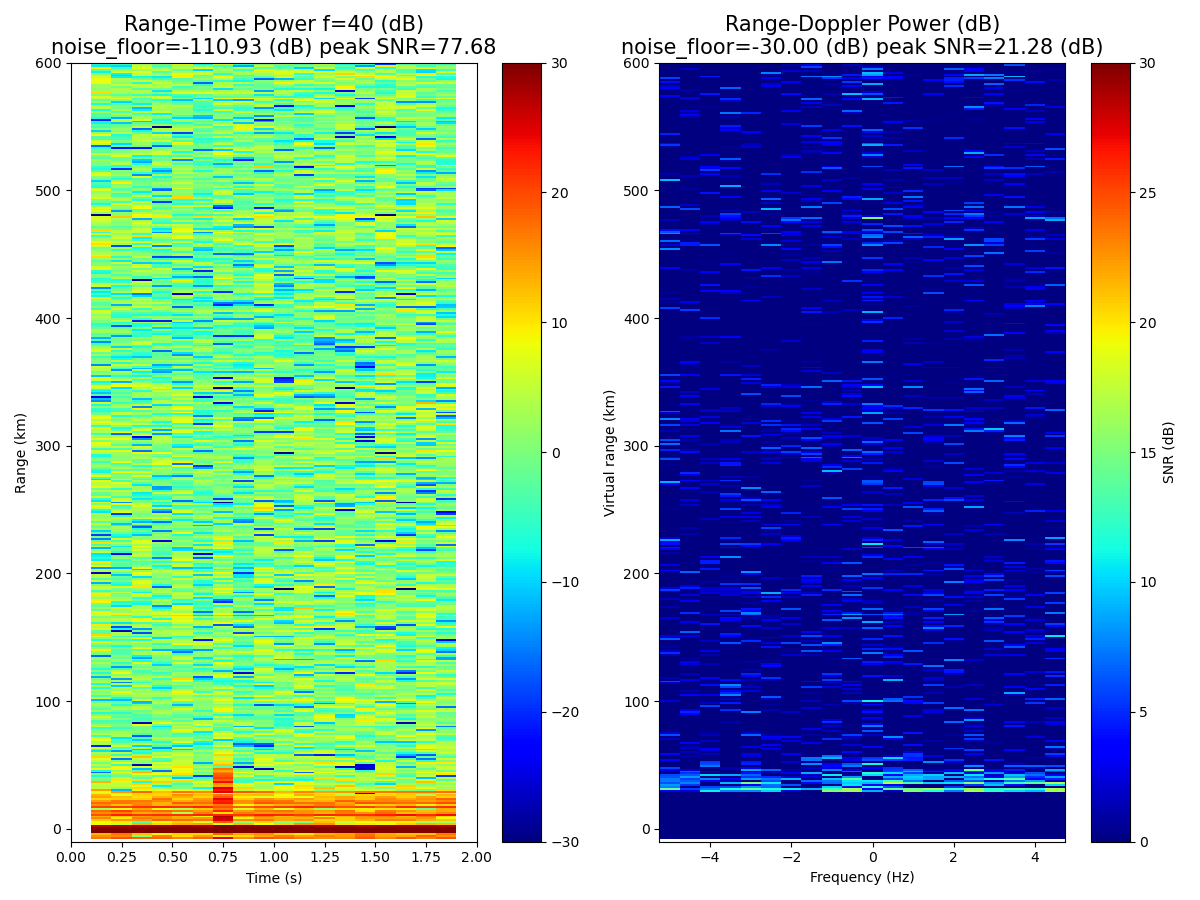 Range-Time Power f=40 (dB)
noise_floor=-110.93 (dB) peak SNR=77.68
600
500
400
300
200
100
0
Range (km)
0.00 0.25 0.50 0.75 1.00 1.25 1.50 1.75 2.00
Time (s)
30
20
10
0
−10
−20
−30
Range-Doppler Power (dB)
noise_floor=-30.00 (dB) peak SNR=21.28 (dB)
600
500
400
300
200
100
0
Virtual range (km)
−4 −2 0 2 4
Frequency (Hz)
30
25
20
15
10
5
0
SNR (dB)